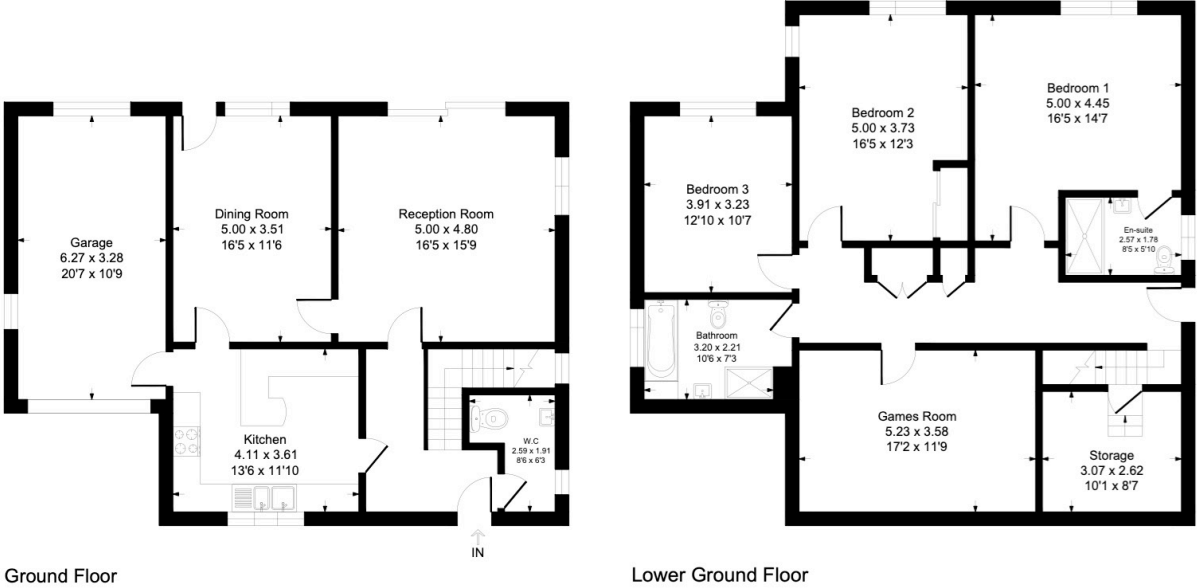 Garage
6.27 x 3.28
20'7 x 10'9
Dining Room
5.00 x 3.51
16'5 x 11'6
Reception Room
5.00 x 4.80
16'5 x 15'9
Kitchen
4.11 x 3.61
13'6 x 11'10
W.C
2.59 x 1.91
8'6 x 6'3
IN
Ground Floor
Bedroom 1
5.00 x 4.45
16'5 x 14'7
Bedroom 2
5.00 x 3.73
16'5 x 12'3
Bedroom 3
3.91 x 3.23
12'10 x 10'7
En-suite
2.57 x 1.78
8'5 x 5'10
Bathroom
3.20 x 2.21
10'6 x 7'3
Games Room
5.23 x 3.58
17'2 x 11'9
Storage
3.07 x 2.62
10'1 x 8'7
Lower Ground Floor